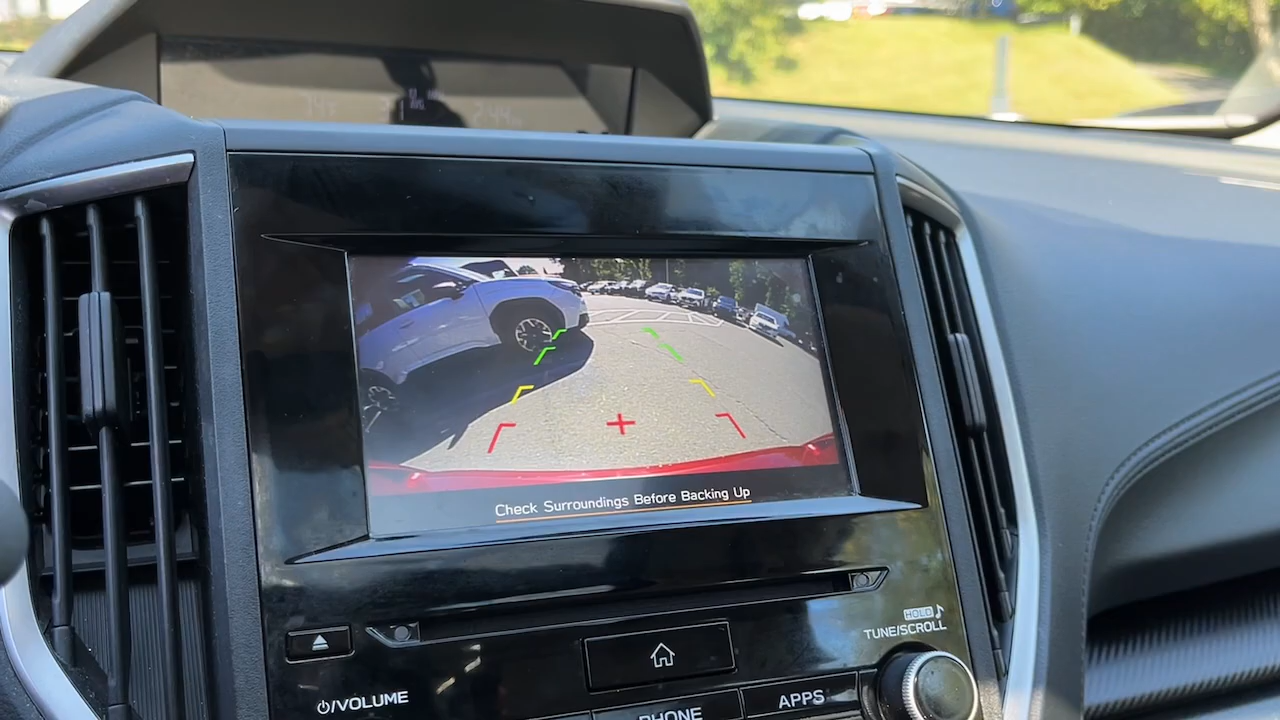 Check Surroundings Before Backing Up
HOLD
TUNE/SCROLL
/VOLUME
PHONE
APPS